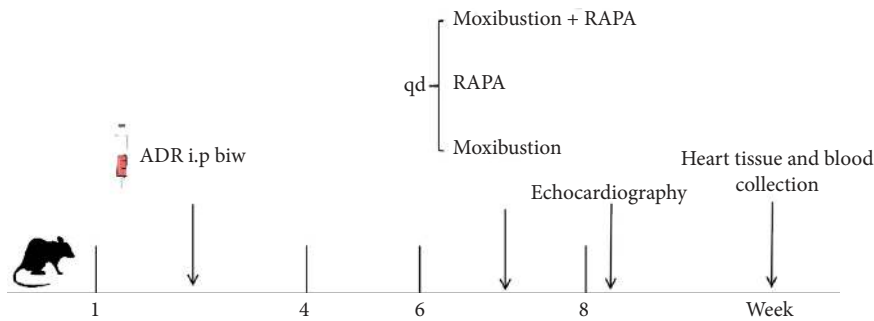 Moxibustion + RAPA
qd
RAPA
Moxibustion
ADR i.p biw
Echocardiography
Heart tissue and blood
collection
1
4
6
8
Week